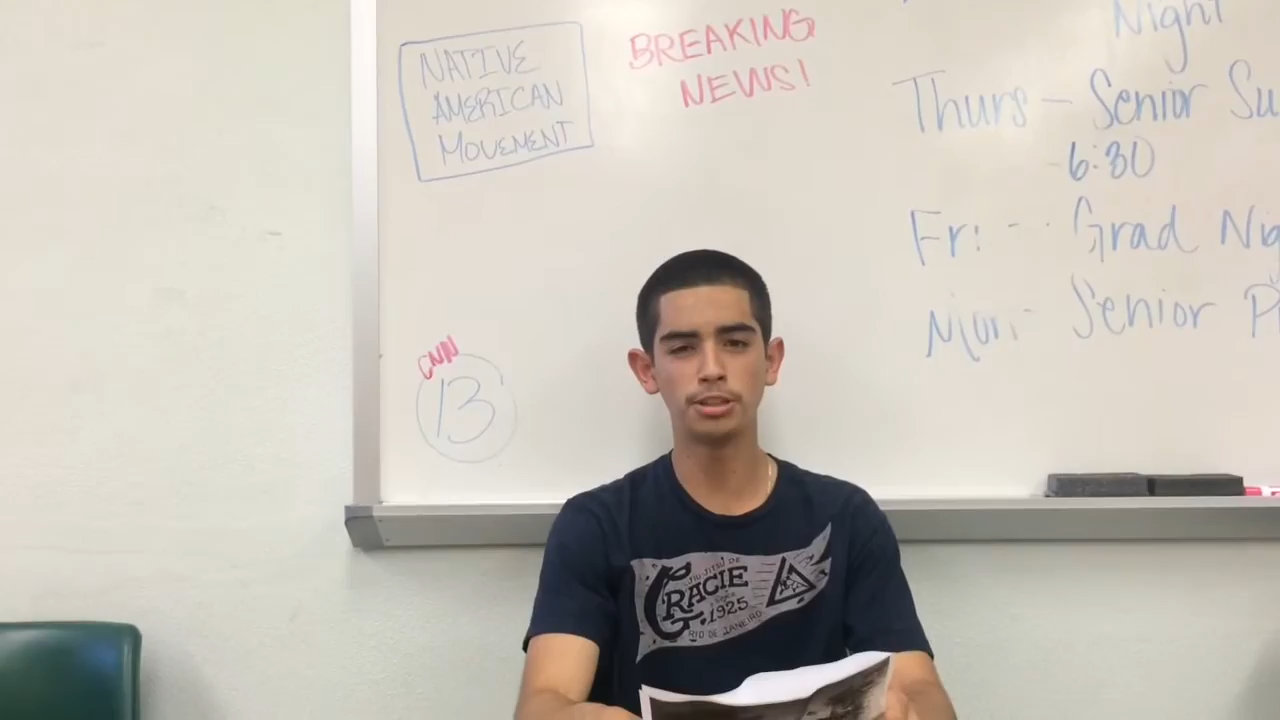 NATIVE
AMERICAN
MOVEMENT
BREAKING
NEWS!
Night
Thurs - Senior Su
6:30
Fri - Grad Nig
Mon - Senior P
CNN
13
JIU-JITSU DE
GRACIE
Since
1925
RIO DE JANEIRO